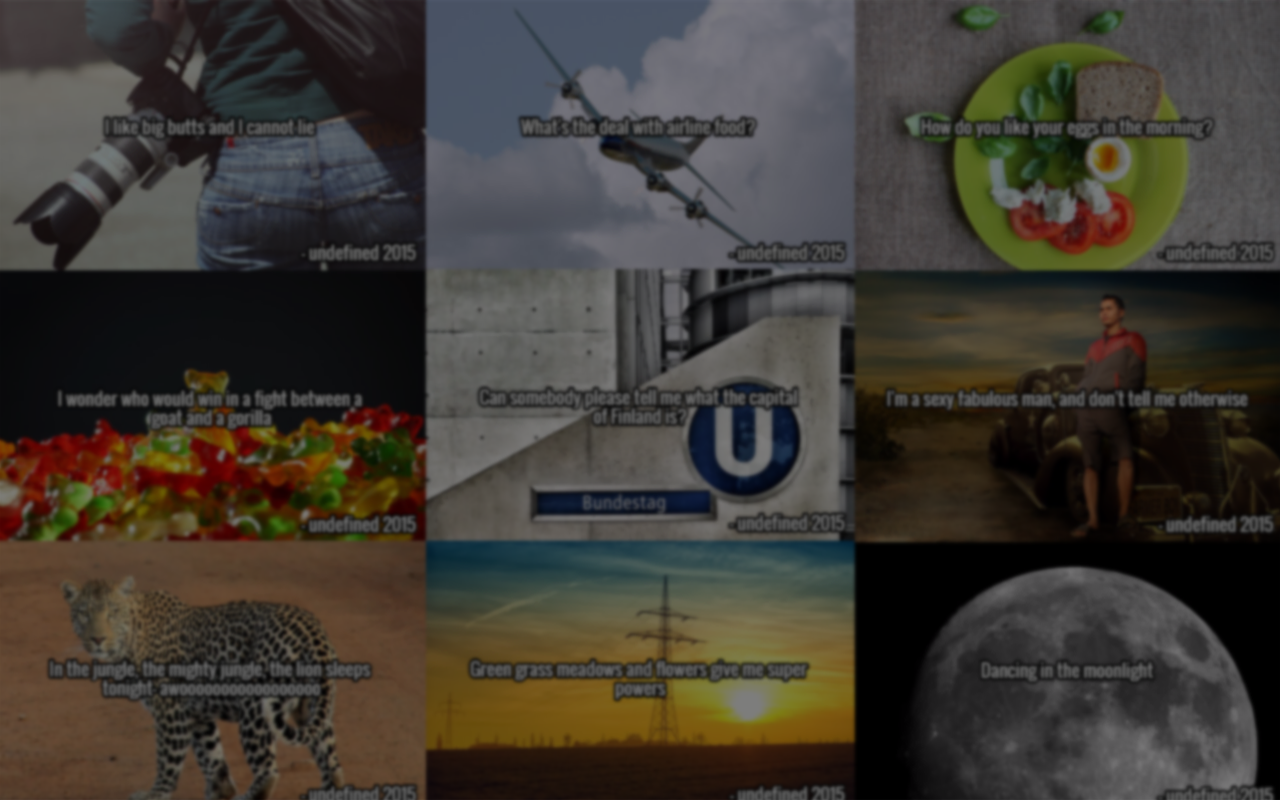 I like big butts and I cannot lie
- undefined 2015
What's the deal with airline food?
- undefined 2015
How do you like your eggs in the morning?
- undefined 2015
I wonder who would win in a fight between a
goat and a gorilla
- undefined 2015
Can somebody please tell me what the capital
of Finland is?
U
Bundestag
- undefined 2015
I'm a sexy fabulous man, and don't tell me otherwise
- undefined 2015
In the jungle, the mighty jungle, the lion sleeps
tonight. awoooooooooooooooooo
- undefined 2015
Green grass meadows and flowers give me super
powers
- undefined 2015
Dancing in the moonlight
- undefined 2015